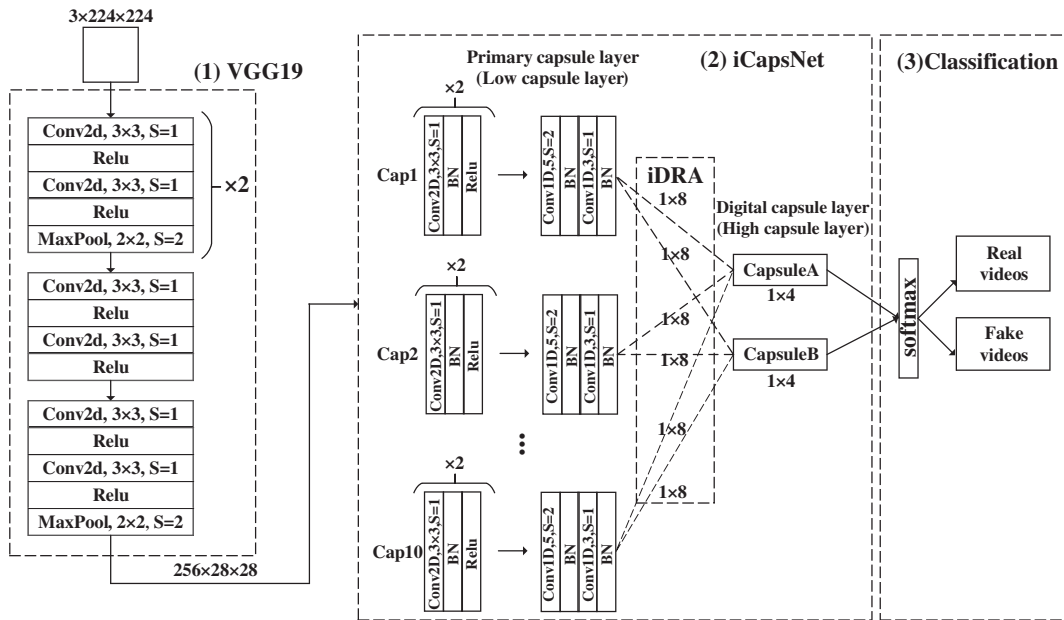 3×224×224
(1) VGG19
Conv2d, 3×3, S=1
Relu
Conv2d, 3×3, S=1
Relu
MaxPool, 2×2, S=2
×2
Conv2d, 3×3, S=1
Relu
Conv2d, 3×3, S=1
Relu
Conv2d, 3×3, S=1
Relu
Conv2d, 3×3, S=1
Relu
MaxPool, 2×2, S=2
256×28×28
(2) iCapsNet
Primary capsule layer
(Low capsule layer)
×2
Cap1
Conv2D,3×3,S=1
BN
Relu
Conv1D,5,S=2
BN
Conv1D,3,S=1
BN
×2
Cap2
Conv2D,3×3,S=1
BN
Relu
Conv1D,5,S=2
BN
Conv1D,3,S=1
BN
×2
Cap10
Conv2D,3×3,S=1
BN
Relu
Conv1D,5,S=2
BN
Conv1D,3,S=1
BN
iDRA
1×8
1×8
1×8
1×8
1×8
1×8
Digital capsule layer
(High capsule layer)
CapsuleA
1×4
CapsuleB
1×4
(3)Classification
softmax
Real
videos
Fake
videos